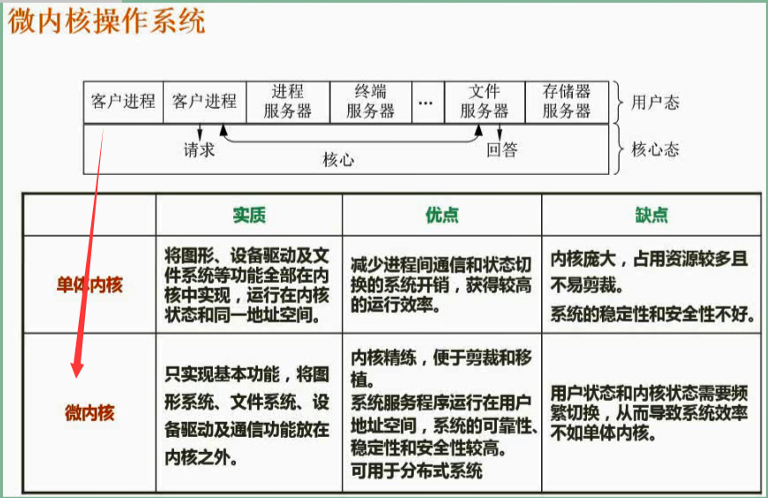 微内核操作系统
客户进程 客户进程 进程服务器 终端服务器 … 文件服务器 存储器服务器 用户态
请求 核心 回答 核心态
实质 优点 缺点
单体内核
将图形、设备驱动及文
件系统等功能全部在内
核中实现，运行在内核
状态和同一地址空间。
减少进程间通信和状态切
换的系统开销，获得较高
的运行效率。
内核庞大，占用资源较多且
不易剪裁。
系统的稳定性和安全性不好。
微内核
只实现基本功能，将图
形系统、文件系统、设
备驱动及通信功能放在
内核之外。
内核精练，便于剪裁和移
植。
系统服务程序运行在用户
地址空间，系统的可靠性、
稳定性和安全性较高。
可用于分布式系统
用户状态和内核状态需要频
繁切换，从而导致系统效率
不如单体内核。